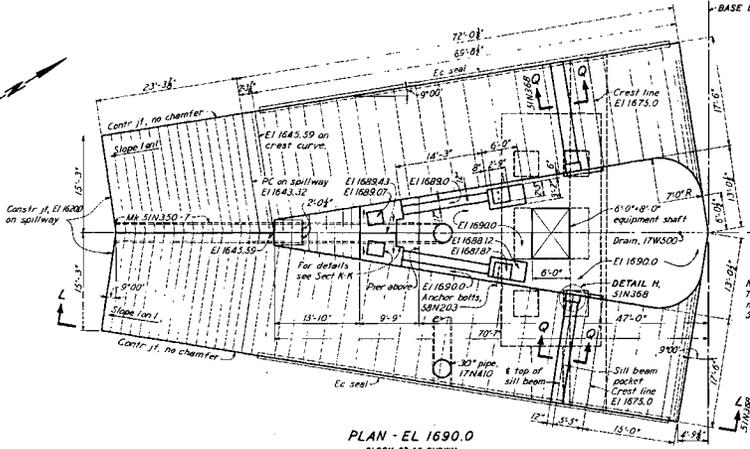 BASE
72'-0
69'-8
23'-3
Ec seal
9°00'
Contr jt, no chamfer
Slope 1 on 1
El 1645.59 on
crest curve.
PC on spillway
El 1643.32
Crest line
El 1675.0
51N368
Q
Q
17'-6"
15'-3"
14'-3"
6'-0"
El 1689.43
El 1689.07
El 1689.0
7'0"R
Constr jt, El 1620.0
on spillway
Mk 51N350-7
2'-0
6'-0"×8'-0"
equipment shaft
El 1690.0
El 1688.12
El 1687.87
Drain, 17W500
El 1645.59
For details
see Sect K-K
Pier above
6'-0"
El 1690.0
15'-3"
9°00'
El 1690.0
Anchor bolts,
58N203
DETAIL H,
51N368
L
Slope 1 on 1
13'-10"
9'-9"
70'-7"
47'-0"
Q
Q
9°00'
Contr jt, no chamfer
30" pipe,
17N410
top of
sill beam
Sill beam
pocket
Crest line
El 1675.0
17'-6"
Ec seal
L
51N368
12"
5'-5"
15'-0"
4'-9
PLAN - EL 1690.0